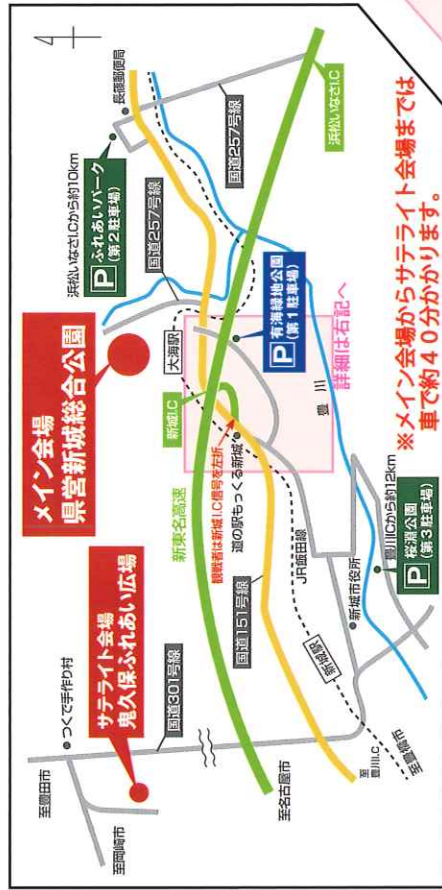 至豊田市
つくで手作り村
至岡崎市
サテライト会場
鬼久保ふれあい広場
国道301号線
メイン会場
県営新城総合公園
浜松いなさI.Cから約10km
P ふれあいパーク
(第2駐車場)
長篠郵便局
国道257号線
国道257号線
大海駅
新東名高速
新城I.C
観戦者は新城I.C信号を左折
道の駅もっくる新城
P 有海緑地公園
(第1駐車場)
浜松いなさI.C
至名古屋市
国道151号線
JR飯田線
豊川
詳細は右記へ
至
豊川I.C
至豊橋市
新城駅
新城市役所
豊川ICから約12km
P 桜淵公園
(第3駐車場)
※メイン会場からサテライト会場までは
車で約40分かかります。